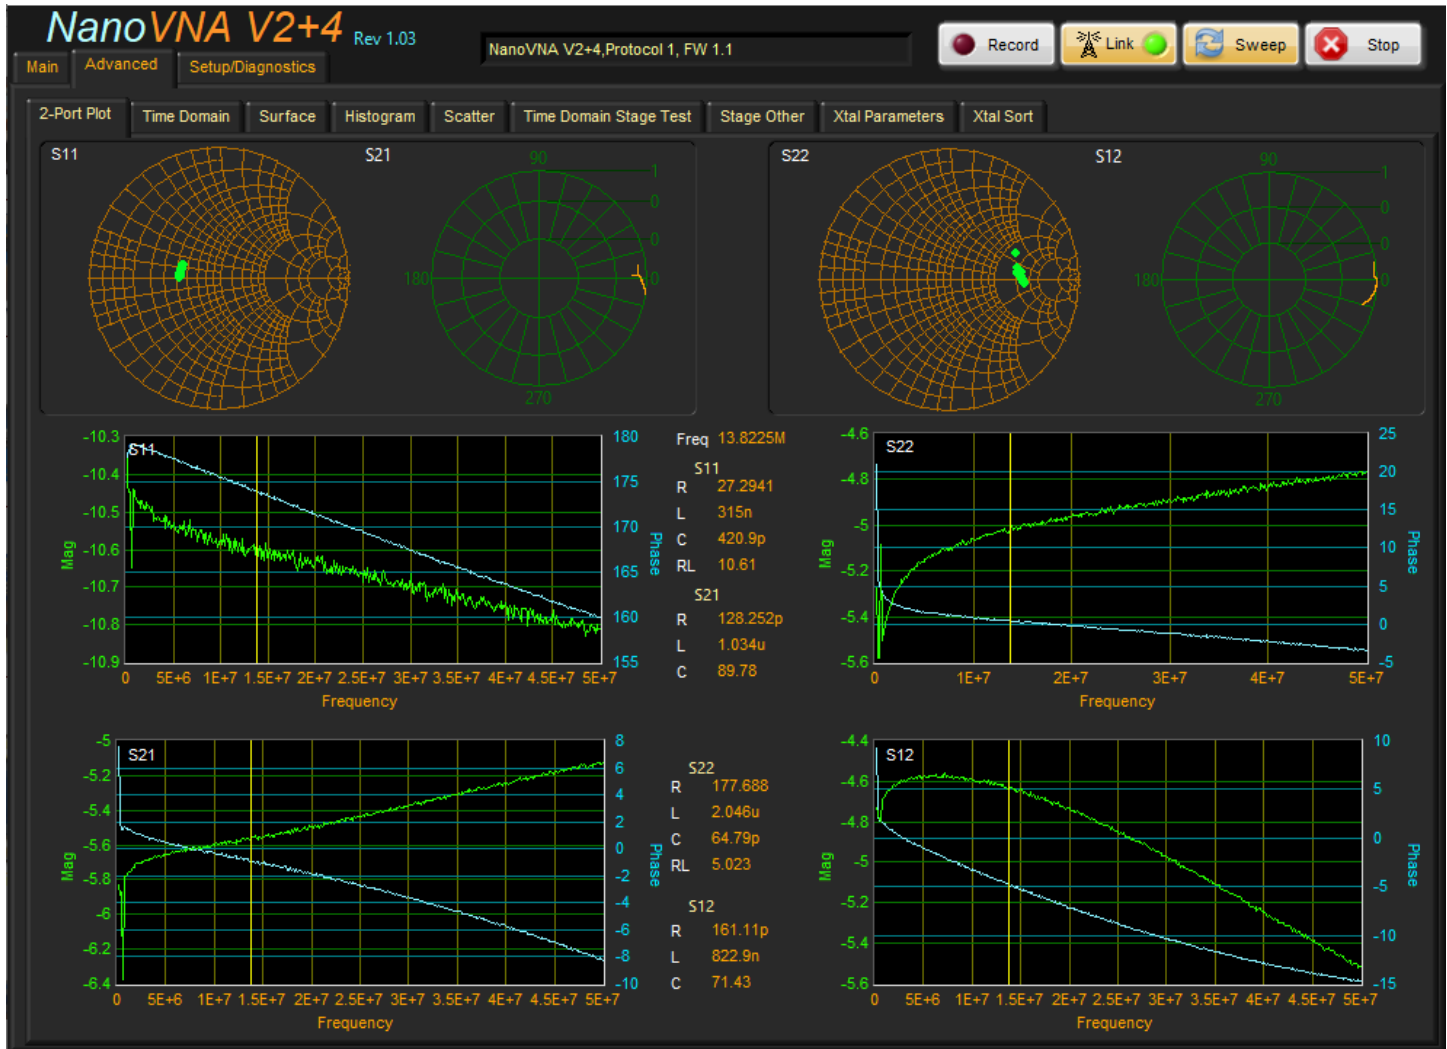 NanoVNA V2+4 Rev 1.03
NanoVNA V2+4,Protocol 1, FW 1.1
Record
Link
Sweep
Stop
Main
Advanced
Setup/Diagnostics
2-Port Plot
Time Domain
Surface
Histogram
Scatter
Time Domain Stage Test
Stage Other
Xtal Parameters
Xtal Sort
S11
S21
90
1
0
0
180
0
270
S22
S12
90
1
0
0
180
0
270
S11
-10.3
-10.4
-10.5
-10.6
-10.7
-10.8
-10.9
Mag
180
175
170
165
160
155
Phase
0 5E+6 1E+7 1.5E+7 2E+7 2.5E+7 3E+7 3.5E+7 4E+7 4.5E+7 5E+7
Frequency
Freq 13.8225M
S11
R 27.2941
L 315n
C 420.9p
RL 10.61
S21
R 128.252p
L 1.034u
C 89.78
S22
-4.6
-4.8
-5
-5.2
-5.4
-5.6
Mag
25
20
15
10
5
0
-5
Phase
0 1E+7 2E+7 3E+7 4E+7 5E+7
Frequency
S21
-5
-5.2
-5.4
-5.6
-5.8
-6
-6.2
-6.4
Mag
8
6
4
2
0
-2
-4
-6
-8
-10
Phase
0 5E+6 1E+7 1.5E+7 2E+7 2.5E+7 3E+7 3.5E+7 4E+7 4.5E+7 5E+7
Frequency
S22
R 177.688
L 2.046u
C 64.79p
RL 5.023
S12
R 161.11p
L 822.9n
C 71.43
S12
-4.4
-4.6
-4.8
-5
-5.2
-5.4
-5.6
Mag
10
5
0
-5
-10
-15
Phase
0 5E+6 1E+7 1.5E+7 2E+7 2.5E+7 3E+7 3.5E+7 4E+7 4.5E+7 5E+7
Frequency